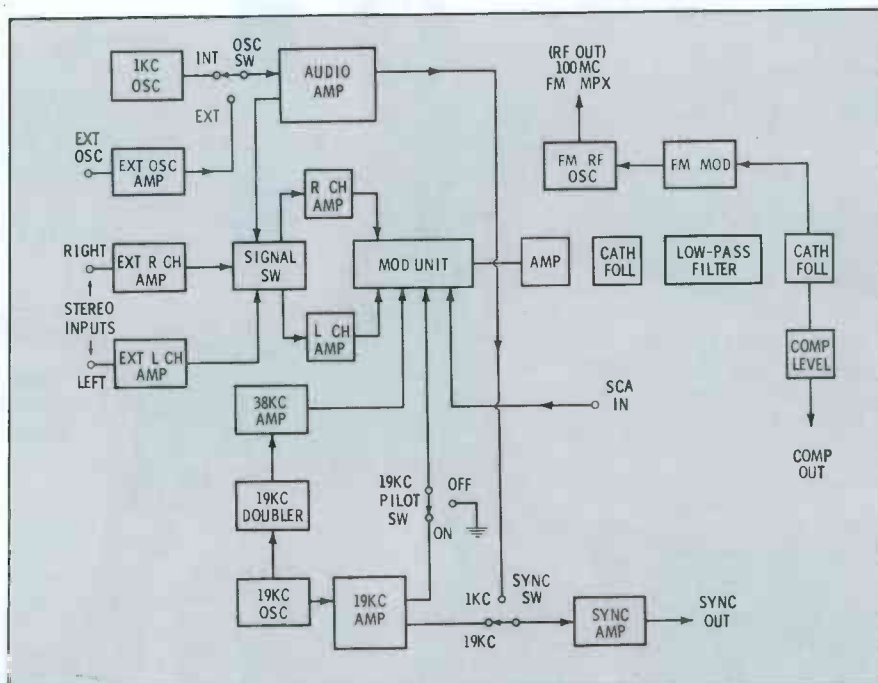 1KC
OSC
INT
OSC
SW
EXT
AUDIO
AMP
(RF OUT)
100MC
FM MPX
EXT
OSC
EXT OSC
AMP
R CH
AMP
FM RF
OSC
FM MOD
RIGHT
EXT R CH
AMP
SIGNAL
SW
MOD UNIT
AMP
CATH
FOLL
LOW-PASS
FILTER
CATH
FOLL
STEREO
INPUTS
LEFT
EXT L CH
AMP
L CH
AMP
COMP
LEVEL
38KC
AMP
SCA
IN
COMP
OUT
19KC
DOUBLER
19KC
PILOT
SW
OFF
ON
19KC
OSC
19KC
AMP
1KC
SYNC
SW
19KC
SYNC
AMP
SYNC
OUT